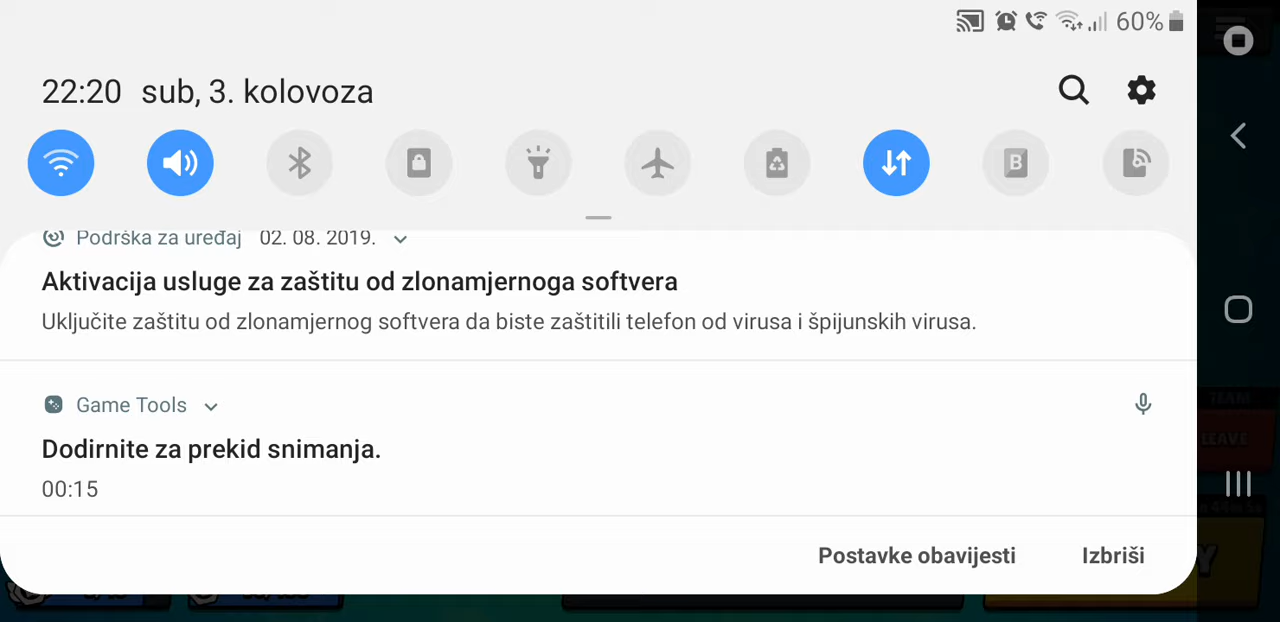 60%
22:20 sub, 3. kolovoza
B
Podrška za uređaj 02. 08. 2019.
Aktivacija usluge za zaštitu od zlonamjernoga softvera
Uključite zaštitu od zlonamjernog softvera da biste zaštitili telefon od virusa i špijunskih virusa.
Game Tools
Dodirnite za prekid snimanja.
00:15
TEAM
LEAVE
Postavke obavijesti Izbriši
Y